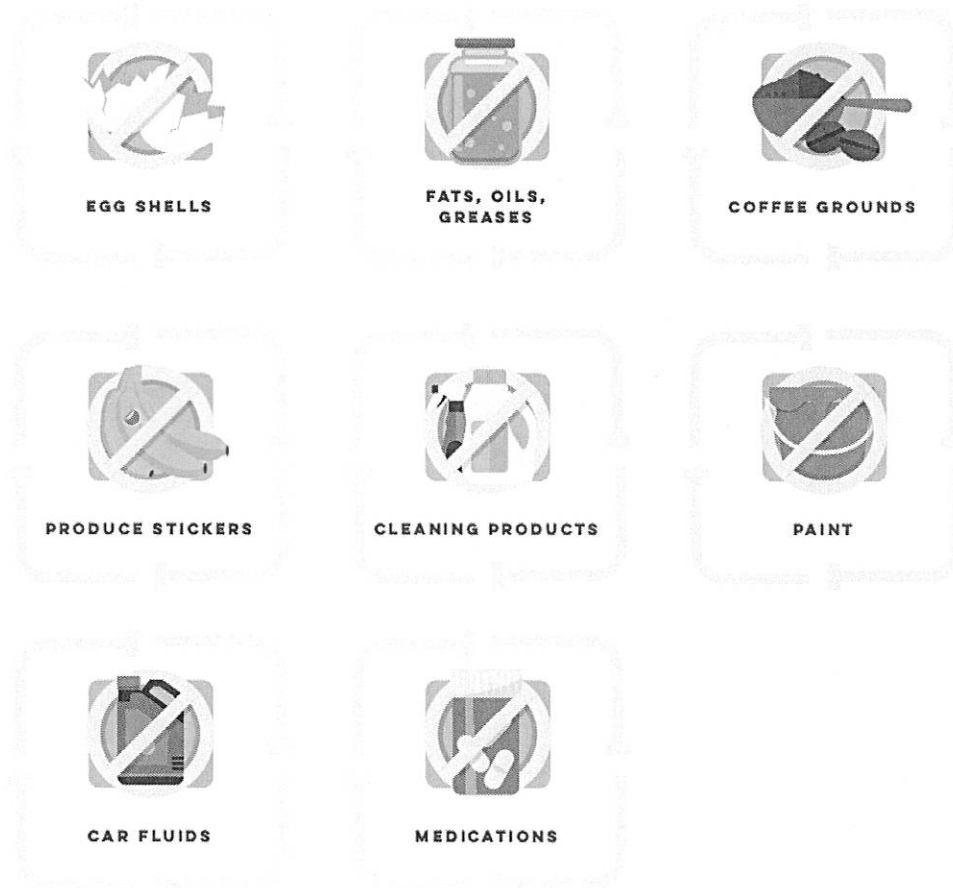 EGG SHELLS
FATS, OILS,
GREASES
COFFEE GROUNDS
PRODUCE STICKERS
CLEANING PRODUCTS
PAINT
CAR FLUIDS
MEDICATIONS